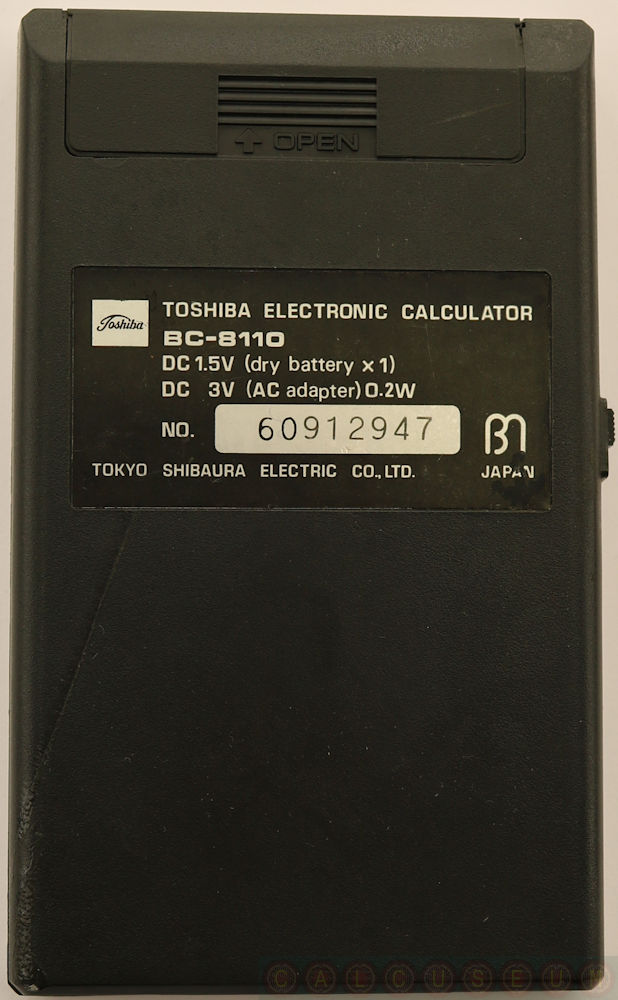 OPEN
Toshiba
TOSHIBA ELECTRONIC CALCULATOR
BC-8110
DC 1.5V (dry battery x 1)
DC 3V (AC adapter) 0.2W
NO. 60912947
TOKYO SHIBAURA ELECTRIC CO., LTD. JAPAN
CALCUSEUM